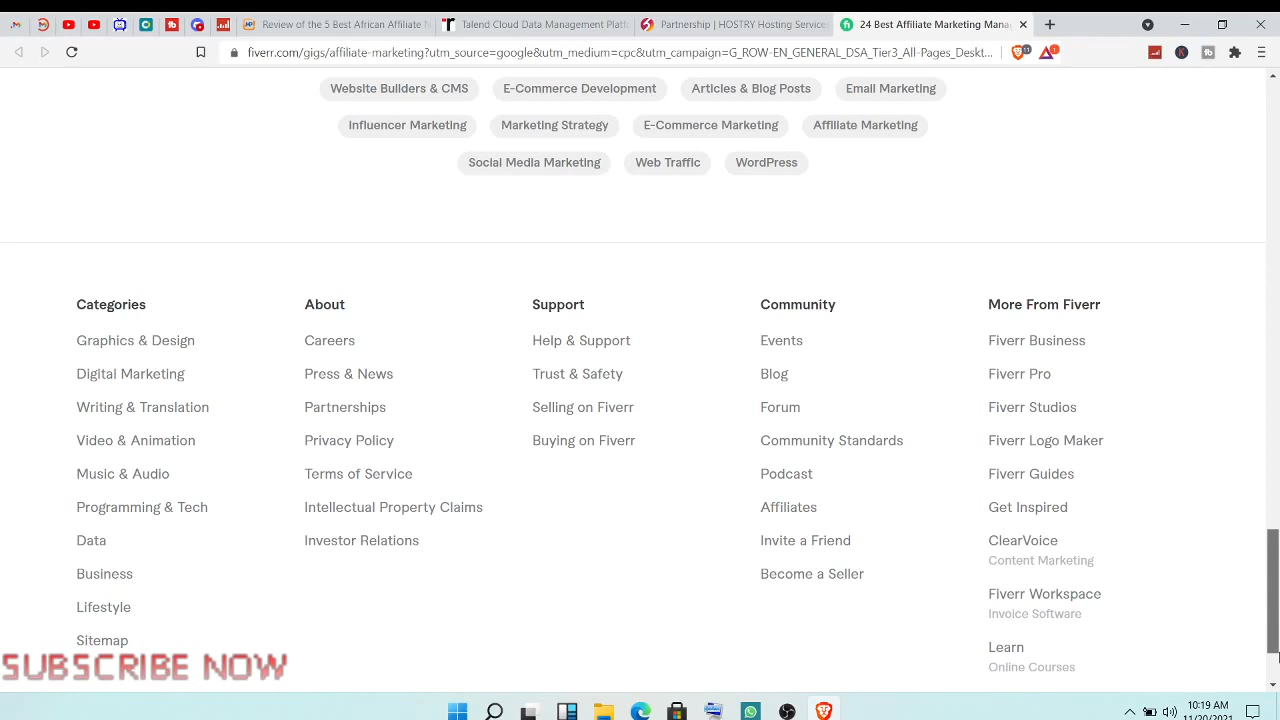 Review of the 5 Best African Affiliate N
Talend Cloud Data Management Platf
Partnership | HOSTRY Hosting Services
24 Best Affiliate Marketing Mana
fiverr.com/gigs/affiliate-marketing?utm_source=google&utm_medium=cpc&utm_campaign=G_ROW-EN_GENERAL_DSA_Tier3_All-Pages_Deskt...
11
1
Website Builders & CMS
E-Commerce Development
Articles & Blog Posts
Email Marketing
Influencer Marketing
Marketing Strategy
E-Commerce Marketing
Affiliate Marketing
Social Media Marketing
Web Traffic
WordPress
Categories
Graphics & Design
Digital Marketing
Writing & Translation
Video & Animation
Music & Audio
Programming & Tech
Data
Business
Lifestyle
Sitemap
About
Careers
Press & News
Partnerships
Privacy Policy
Terms of Service
Intellectual Property Claims
Investor Relations
Support
Help & Support
Trust & Safety
Selling on Fiverr
Buying on Fiverr
Community
Events
Blog
Forum
Community Standards
Podcast
Affiliates
Invite a Friend
Become a Seller
More From Fiverr
Fiverr Business
Fiverr Pro
Fiverr Studios
Fiverr Logo Maker
Fiverr Guides
Get Inspired
ClearVoice
Content Marketing
Fiverr Workspace
Invoice Software
Learn
Online Courses
SUBSCRIBE NOW
10:19 AM
11/20/2021